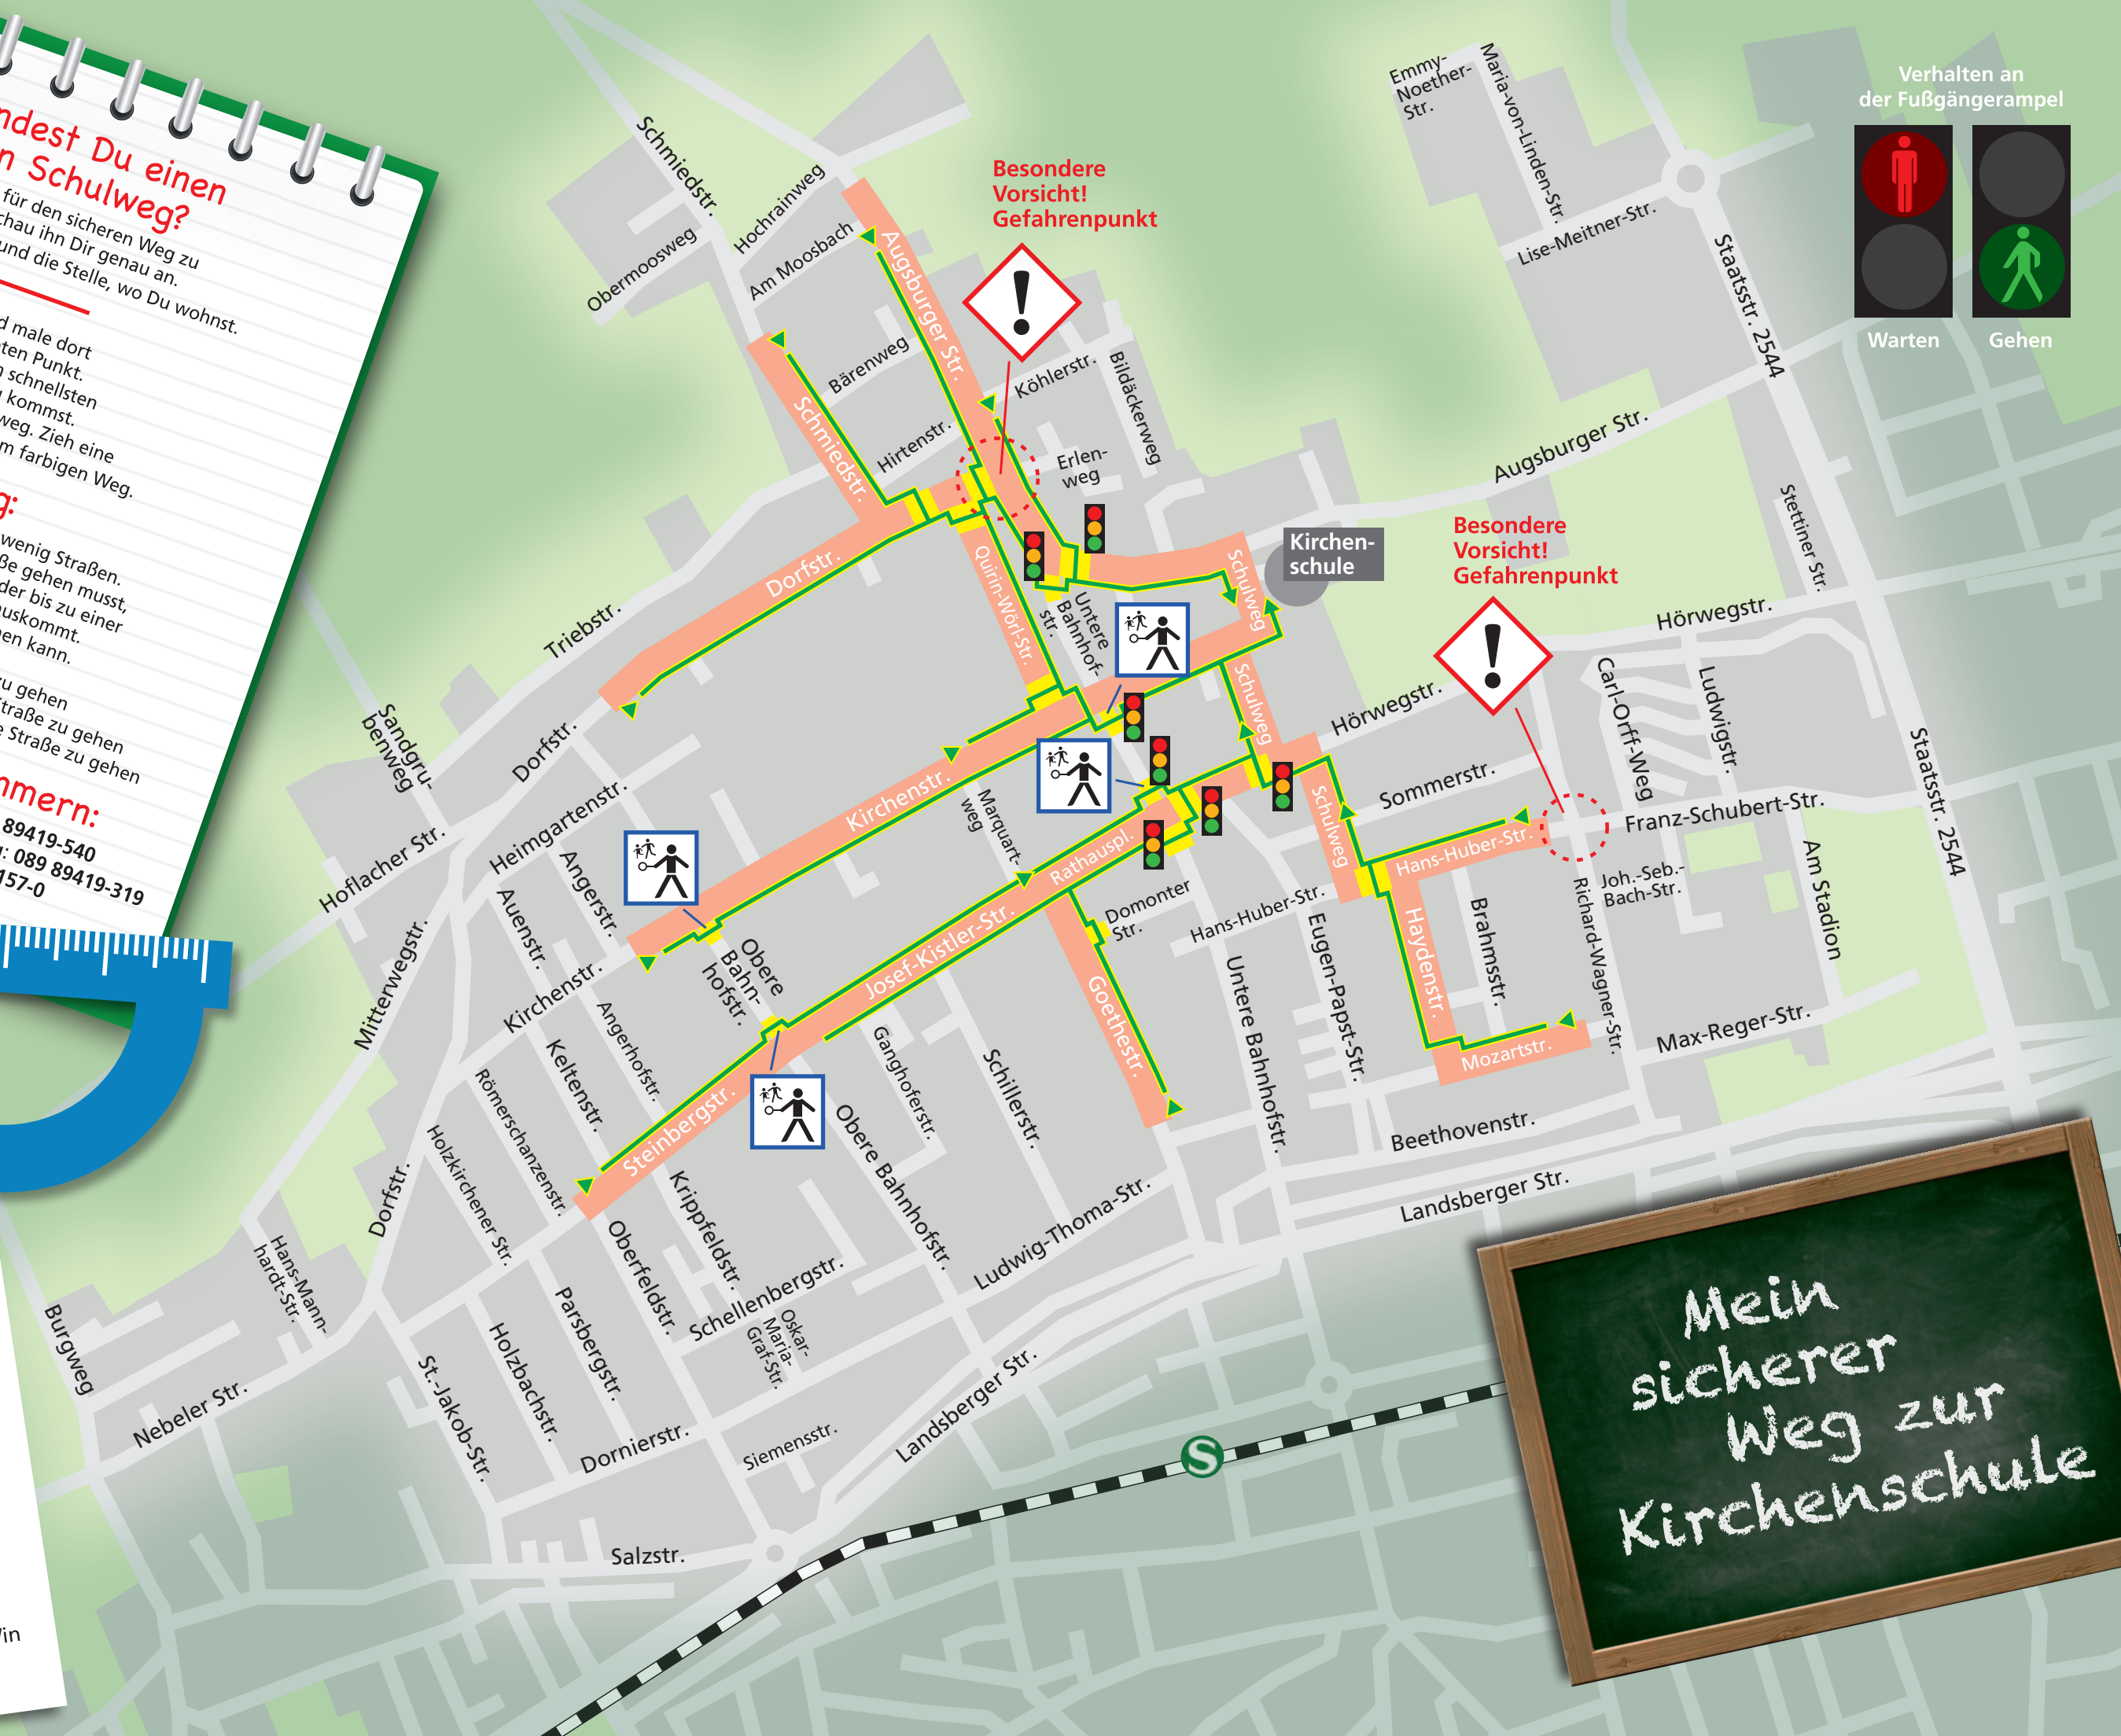 ndest Du einen
n Schulweg?
für den sicheren Weg zu
chau ihn Dir genau an.
und die Stelle, wo Du wohnst.
d male dort
ten Punkt.
n schnellsten
u kommst.
weg. Zieh eine
m farbigen Weg.
g:
wenig Straßen.
ße gehen musst,
der bis zu einer
uskommt.
nen kann.
zu gehen
traße zu gehen
e Straße zu gehen
mmern:
89419-540
: 089 89419-319
157-0
Verhalten an
der Fußgängerampel
Warten
Gehen
Besondere
Vorsicht!
Gefahrenpunkt
Besondere
Vorsicht!
Gefahrenpunkt
Kirchen-
schule
Emmy-
Noether-
Str.
Maria-von-Linden-Str.
Lise-Meitner-Str.
Staatsstr. 2544
Schmiedstr.
Hochrainweg
Obermoosweg
Am Moosbach
Augsburger Str.
Bärenweg
Köhlerstr.
Bildäckerweg
Schmiedstr.
Hirtenstr.
Erlen-
weg
Augsburger Str.
Stettiner Str.
Dorfstr.
Quirin-Wörl-Str.
Untere
Bahnhof-
str.
Schulweg
Triebstr.
Hörwegstr.
Sandgru-
benweg
Dorfstr.
Schulweg
Hörwegstr.
Carl-Orff-Weg
Ludwigstr.
Staatsstr. 2544
Heimgartenstr.
Kirchenstr.
Marquart-
weg
Schulweg
Sommerstr.
Franz-Schubert-Str.
Hoflacher Str.
Angerstr.
Rathauspl.
Hans-Huber-Str.
Joh.-Seb.-
Bach-Str.
Am Stadion
Auenstr.
Domonter
Str.
Hans-Huber-Str.
Mitterwegstr.
Kirchenstr.
Obere
Bahn-
hofstr.
Josef-Kistler-Str.
Goethestr.
Untere Bahnhofstr.
Eugen-Papst-Str.
Haydenstr.
Brahmsstr.
Richard-Wagner-Str.
Max-Reger-Str.
Mozartstr.
Angerhofstr.
Keltenstr.
Römerschanzenstr.
Holzkirchener Str.
Ganghoferstr.
Schillerstr.
Steinbergstr.
Obere Bahnhofstr.
Beethovenstr.
Landsberger Str.
Dorfstr.
Krippfeldstr.
Oberfeldstr.
Ludwig-Thoma-Str.
Hans-Mann-
hardt-Str.
Schellenbergstr.
Oskar-
Maria-
Graf-Str.
Burgweg
Nebeler Str.
St.-Jakob-Str.
Holzbachstr.
Parsbergstr.
Dornierstr.
Siemensstr.
Landsberger Str.
Salzstr.
S
Mein
sicherer
Weg zur
Kirchenschule